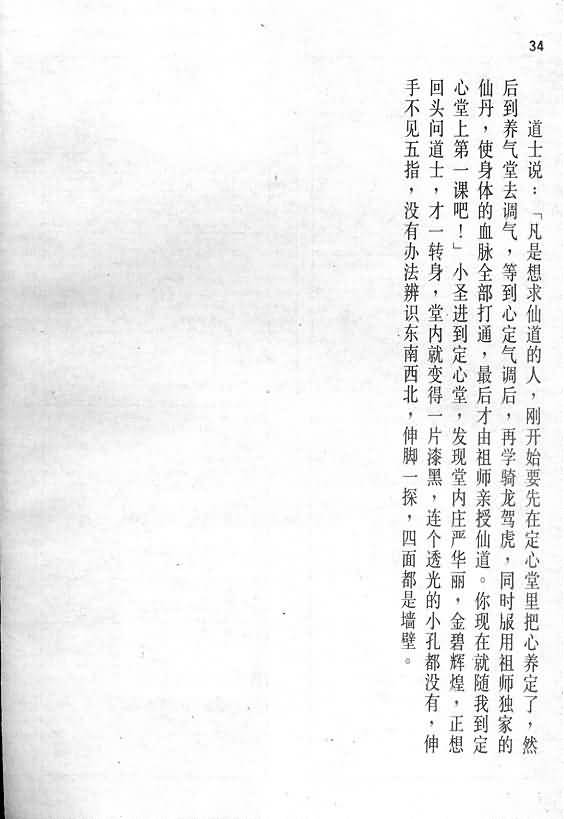 34
道士说：「凡是想求仙道的人，刚开始要先在定心堂里把心养定了，然
后到养气堂去调气，等到心定气调后，再学骑龙驾虎，同时服用祖师独家的
仙丹，使身体的血脉全部打通，最后才由祖师亲授仙道。你现在就随我到定
心堂上第一课吧！」小圣进到定心堂，发现堂内庄严华丽，金碧辉煌，正想
回头问道士，才一转身，堂内就变得一片漆黑，连个透光的小孔都没有，伸
手不见五指，没有办法辨识东南西北，伸脚一探，四面都是墙壁。